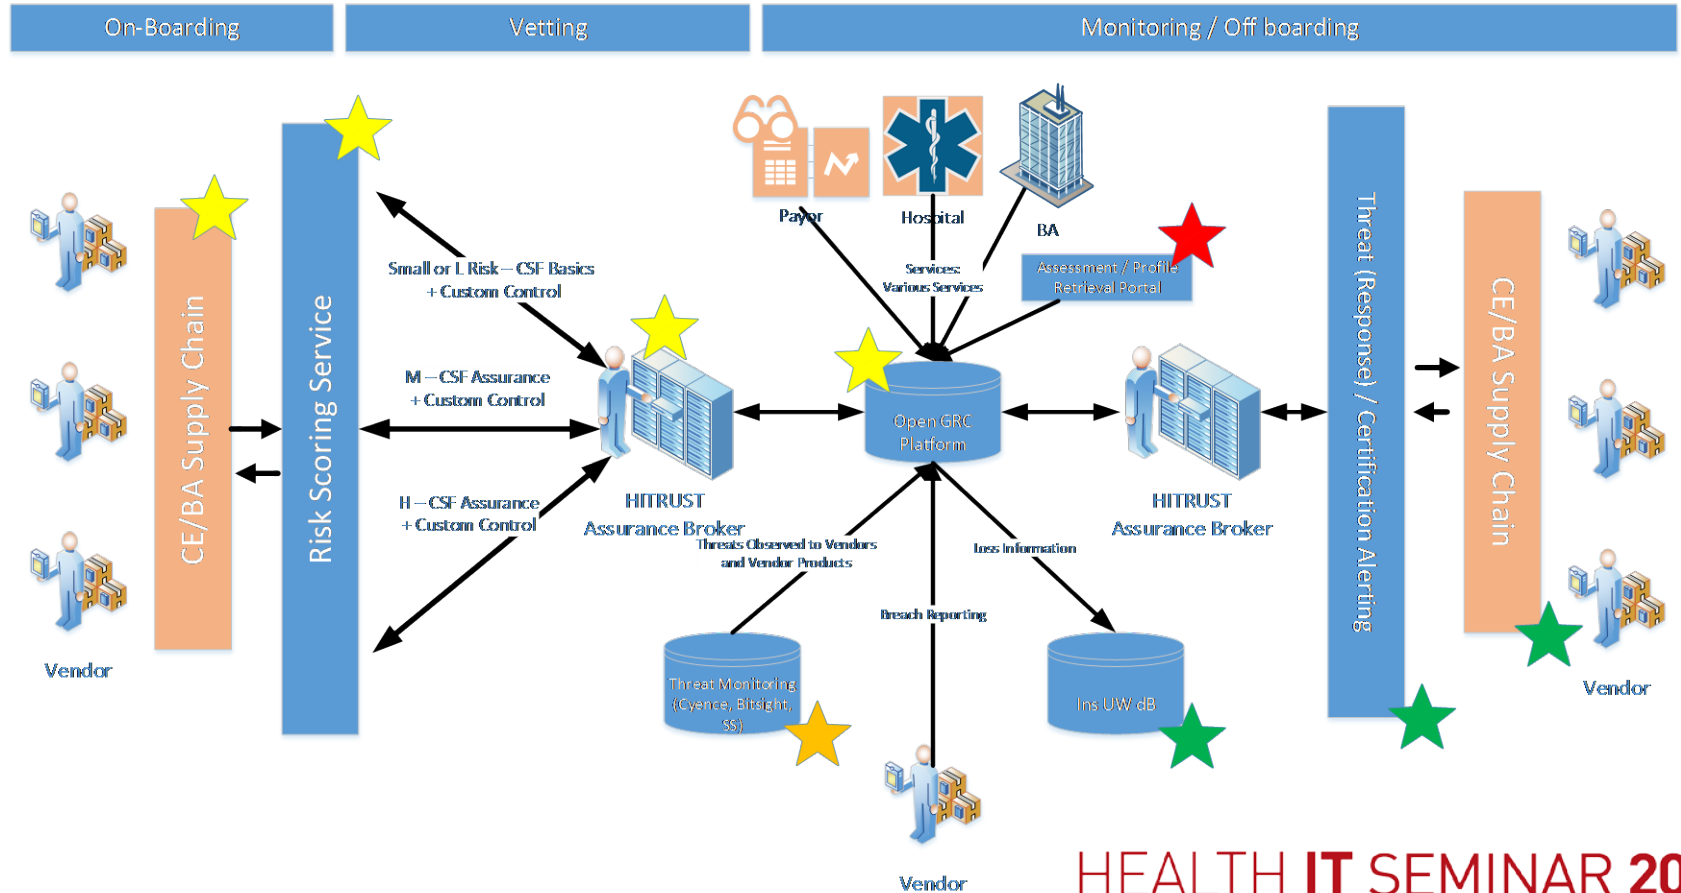 On-Boarding
Vetting
Monitoring / Off boarding
Payor
Hospital
BA
Services:
Various Services
Assessment / Profile
Retrieval Portal
CE/BA Supply Chain
Risk Scoring Service
Small or L Risk – CSF Basics
+ Custom Control
M – CSF Assurance
+ Custom Control
H – CSF Assurance
+ Custom Control
HITRUST
Assurance Broker
Open GRC
Platform
HITRUST
Assurance Broker
Threat (Response) / Certification Alerting
CE/BA Supply Chain
Threats Observed to Vendors
and Vendor Products
Loss Information
Breach Reporting
Vendor
Threat Monitoring
(Cyence, Bitsight,
SS)
Ins UW dB
Vendor
Vendor
HEALTH IT SEMINAR 20